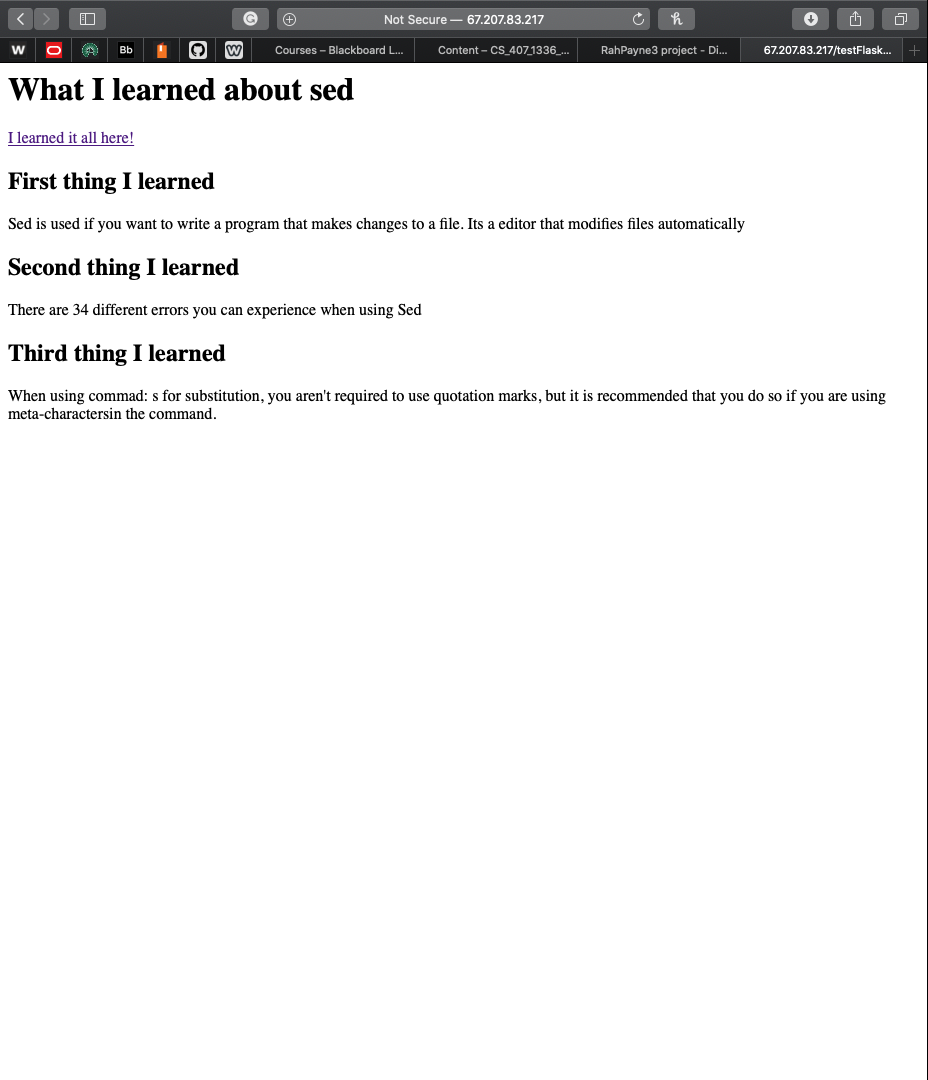 Not Secure — 67.207.83.217
W Bb W Courses – Blackboard L... Content – CS_407_1336_... RahPayne3 project - Di... 67.207.83.217/testFlask...
What I learned about sed
I learned it all here!
First thing I learned
Sed is used if you want to write a program that makes changes to a file. Its a editor that modifies files automatically
Second thing I learned
There are 34 different errors you can experience when using Sed
Third thing I learned
When using commad: s for substitution, you aren't required to use quotation marks, but it is recommended that you do so if you are using
meta-charactersin the command.